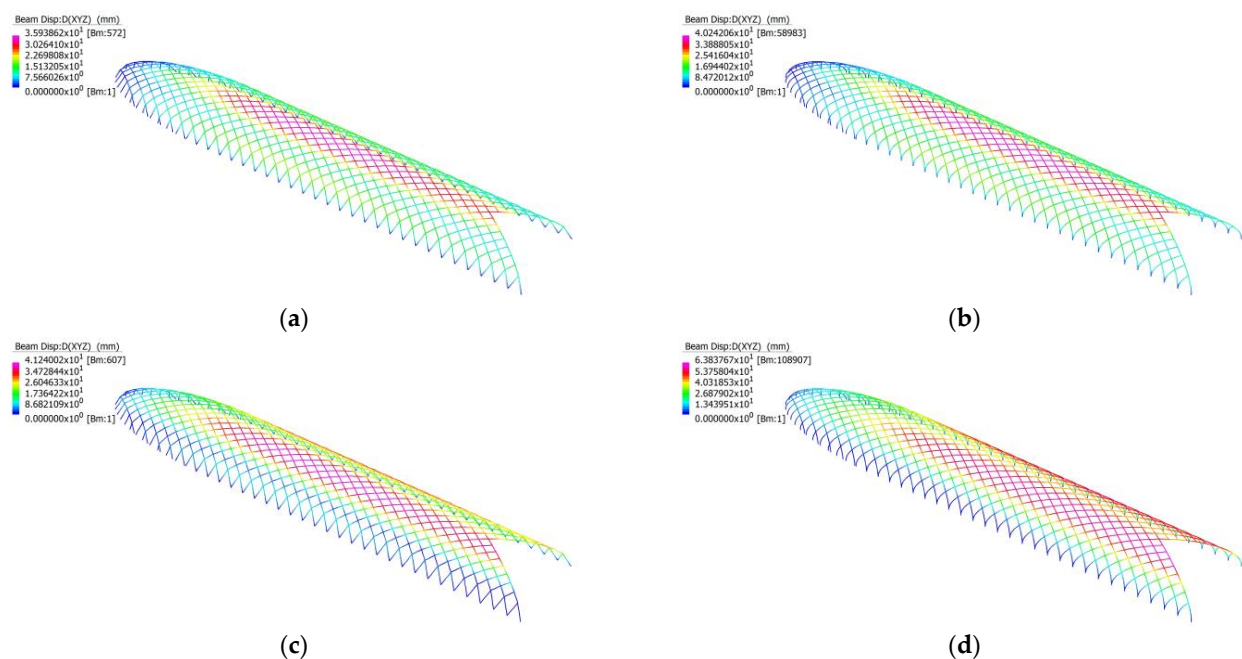 Beam Disp:D(XYZ) (mm)
3.593862x10¹ [Bm:572]
3.026410x10¹
2.269808x10¹
1.513205x10¹
7.566026x10⁰
0.000000x10⁰ [Bm:1]
(a)
Beam Disp:D(XYZ) (mm)
4.024206x10¹ [Bm:58983]
3.388805x10¹
2.541604x10¹
1.694402x10¹
8.472012x10⁰
0.000000x10⁰ [Bm:1]
(b)
Beam Disp:D(XYZ) (mm)
4.124002x10¹ [Bm:607]
3.472844x10¹
2.604633x10¹
1.736422x10¹
8.682109x10⁰
0.000000x10⁰ [Bm:1]
(c)
Beam Disp:D(XYZ) (mm)
6.383767x10¹ [Bm:108907]
5.375804x10¹
4.031853x10¹
2.687902x10¹
1.343951x10¹
0.000000x10⁰ [Bm:1]
(d)